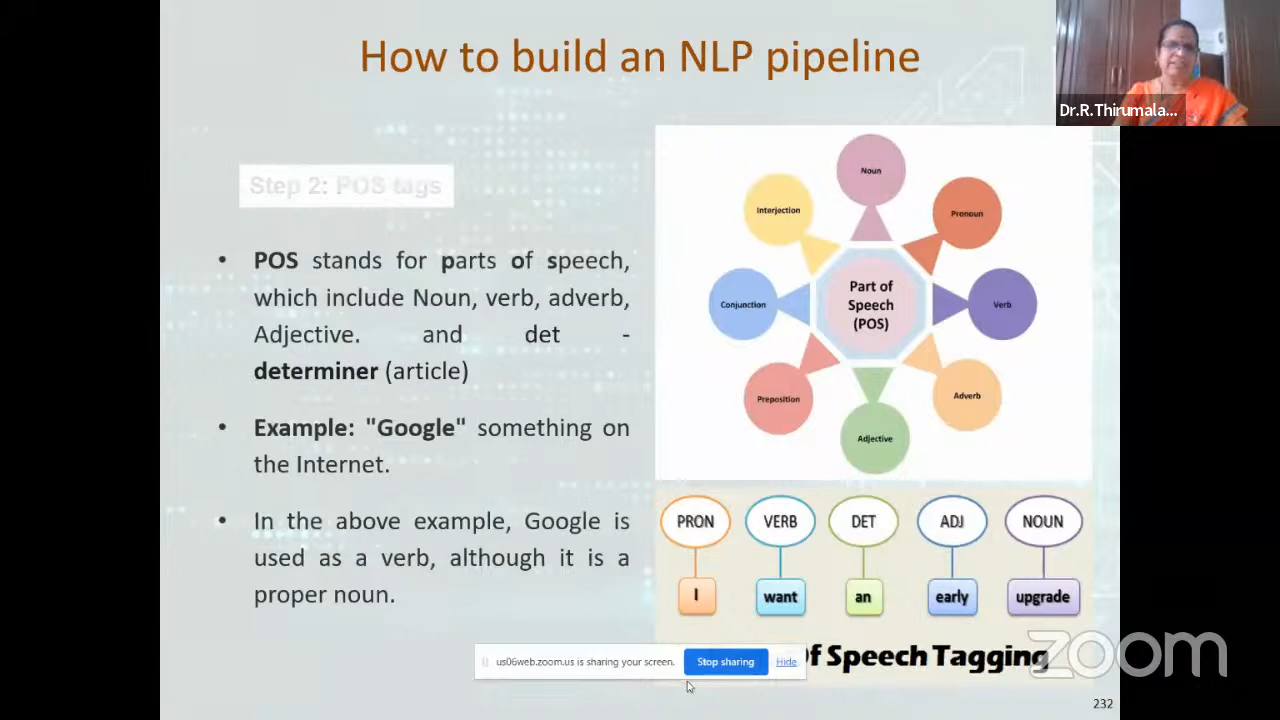 How to build an NLP pipeline
Dr.R.Thirumala...
Step 2: POS tags
• POS stands for parts of speech,
which include Noun, verb, adverb,
Adjective. and det -
determiner (article)
• Example: "Google" something on
the Internet.
• In the above example, Google is
used as a verb, although it is a
proper noun.
Noun
Interjection
Pronoun
Conjunction
Part of
Speech
(POS)
Verb
Preposition
Adverb
Adjective
PRON VERB DET ADJ NOUN
I want an early upgrade
Of Speech Tagging
us06web.zoom.us is sharing your screen. Stop sharing Hide
zoom
232